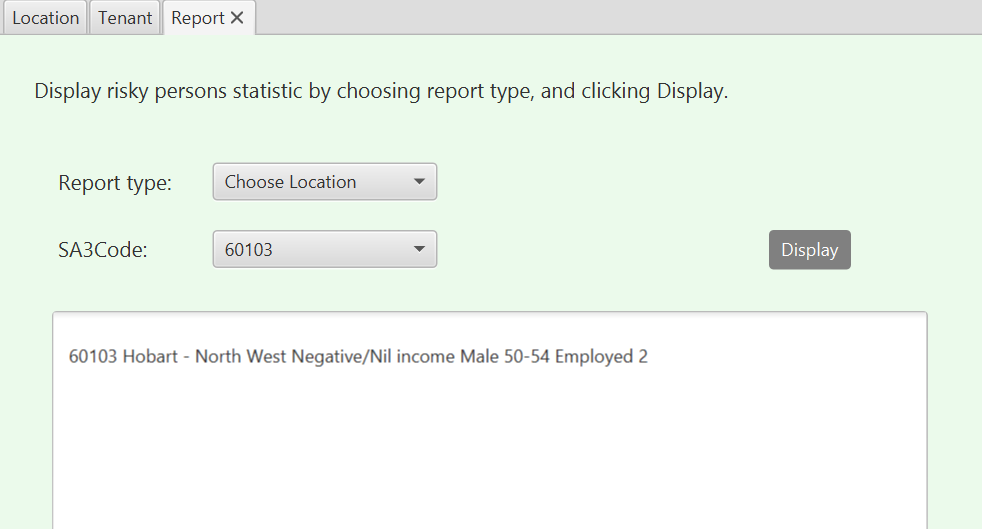 Location Tenant Report
Display risky persons statistic by choosing report type, and clicking Display.
Report type: Choose Location
SA3Code: 60103 Display
60103 Hobart - North West Negative/Nil income Male 50-54 Employed 2